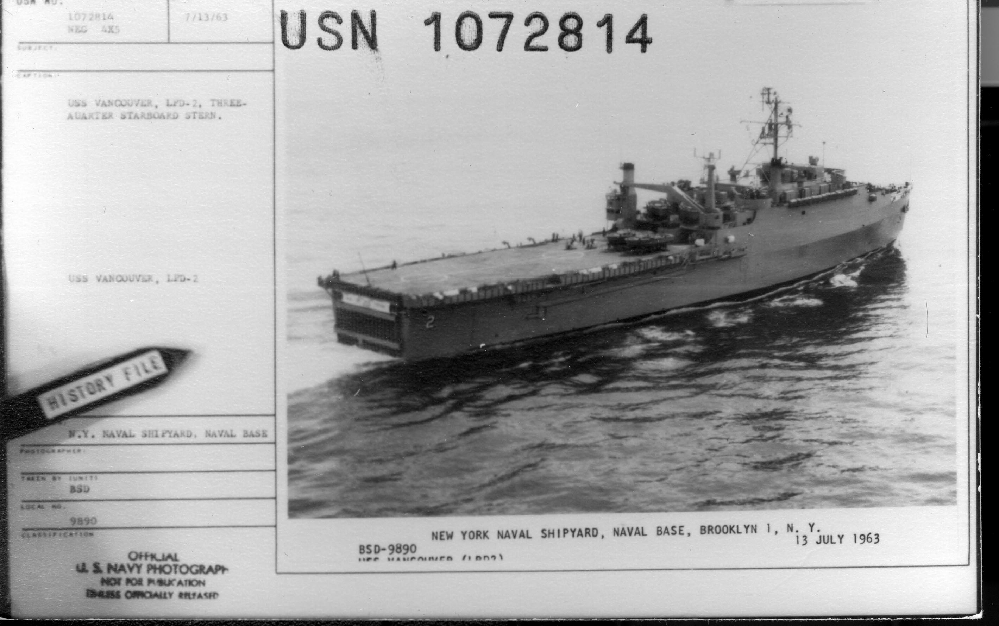 USN NO.
1072814
NEG 4X5
7/13/63
SUBJECT:
CAPTION:
USS VANCOUVER, LPD-2, THREE-
AUARTER STARBOARD STERN.
USS VANCOUVER, LPD-2
HISTORY FILE
N.Y. NAVAL SHIPYARD, NAVAL BASE
PHOTOGRAPHER:
TAKEN BY (UNIT)
BSD
LOCAL NO.
9890
CLASSIFICATION
OFFICIAL
U. S. NAVY PHOTOGRAPH
NOT FOR PUBLICATION
UNLESS OFFICIALLY RELEASED
USN 1072814
2
NEW YORK NAVAL SHIPYARD, NAVAL BASE, BROOKLYN 1, N. Y.
13 JULY 1963
BSD-9890
USS VANCOUVER (LPD2)